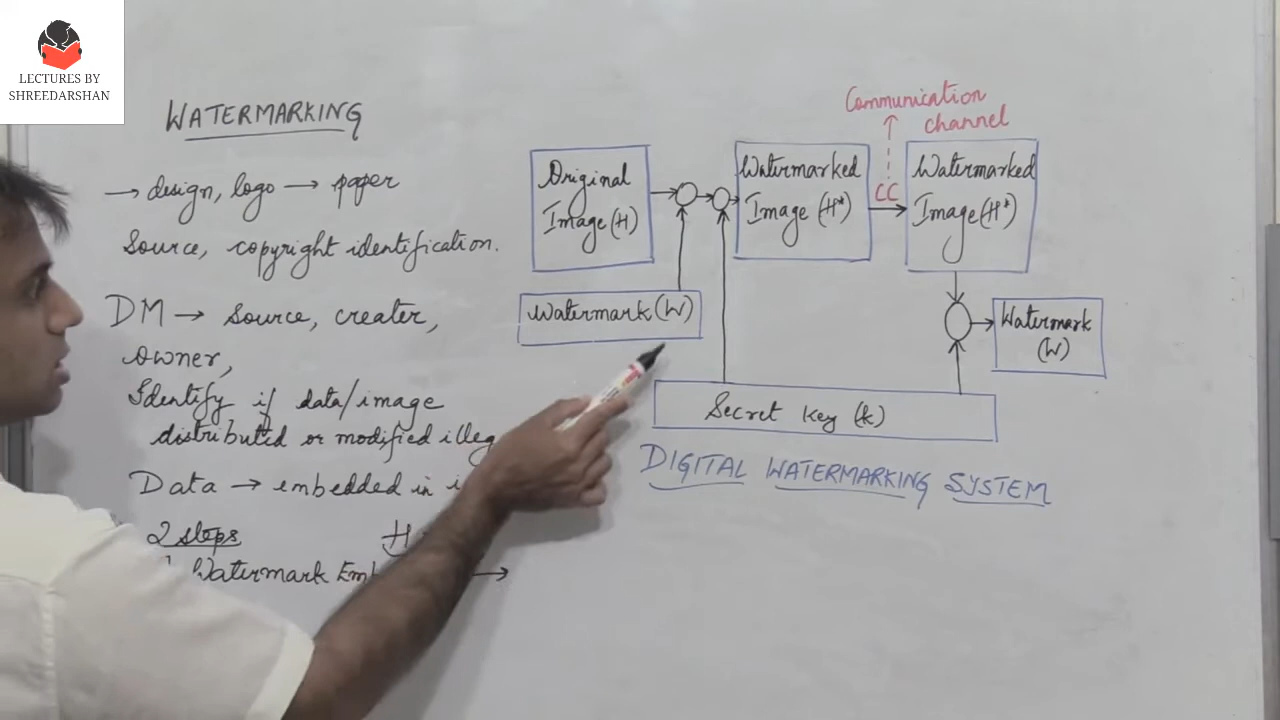 LECTURES BY
SHREEDARSHAN
WATERMARKING
→ design, logo → paper
Source, copyright identification.
DM → Source, creater,
owner,
Identify if data/image
distributed or modified illeg
Data → embedded in i
2 steps
H
Watermark Emb →
Original
Image (H)
Watermark (W)
Watermarked
Image (H*)
CC
Communication
channel
Watermarked
Image (H*)
Watermark
(W)
Secret key (k)
DIGITAL WATERMARKING SYSTEM